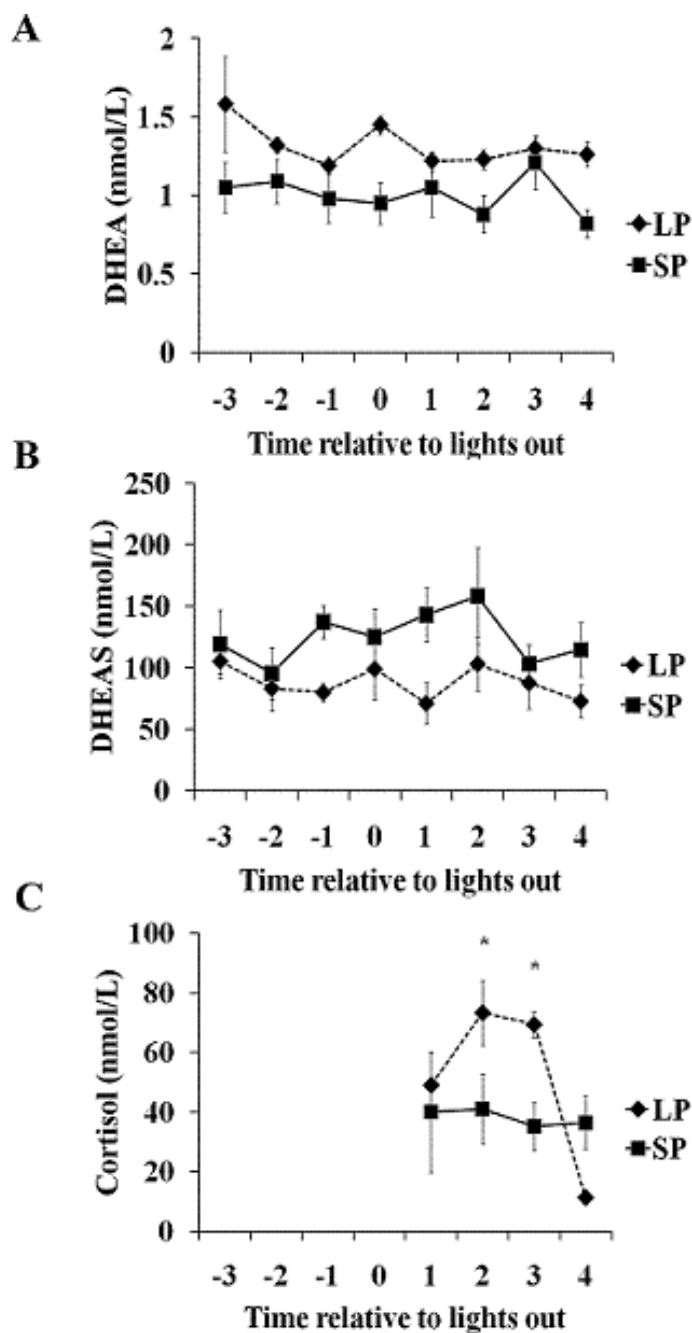 A
2
1.5
1
0.5
0
DHEA (nmol/L)
LP
SP
-3 -2 -1 0 1 2 3 4
Time relative to lights out
B
250
200
150
100
50
0
DHEAS (nmol/L)
LP
SP
-3 -2 -1 0 1 2 3 4
Time relative to lights out
C
100
80
60
40
20
0
Cortisol (nmol/L)
* *
LP
SP
-3 -2 -1 0 1 2 3 4
Time relative to lights out